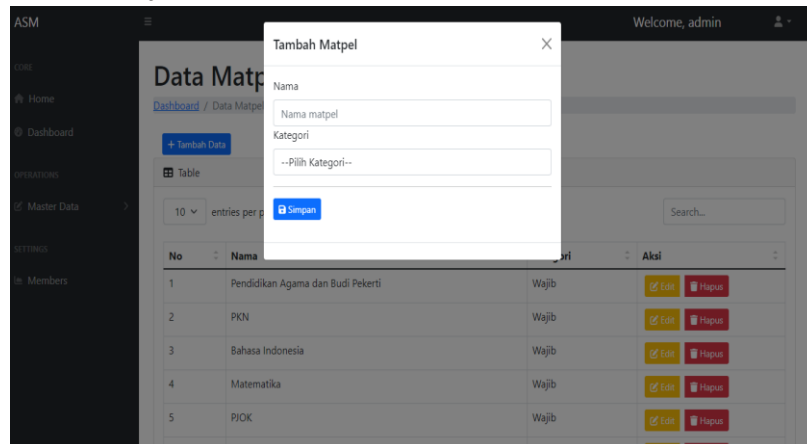 ASM
Welcome, admin
CORE
Home
Dashboard
OPERATIONS
Master Data
SETTINGS
Members
Data Matp
Dashboard / Data Matpel
+ Tambah Data
Table
10 entries per p
Search...
Tambah Matpel
Nama
Nama matpel
Kategori
--Pilih Kategori--
Simpan
No Nama ori Aksi
1 Pendidikan Agama dan Budi Pekerti Wajib Edit Hapus
2 PKN Wajib Edit Hapus
3 Bahasa Indonesia Wajib Edit Hapus
4 Matematika Wajib Edit Hapus
5 PJOK Wajib Edit Hapus